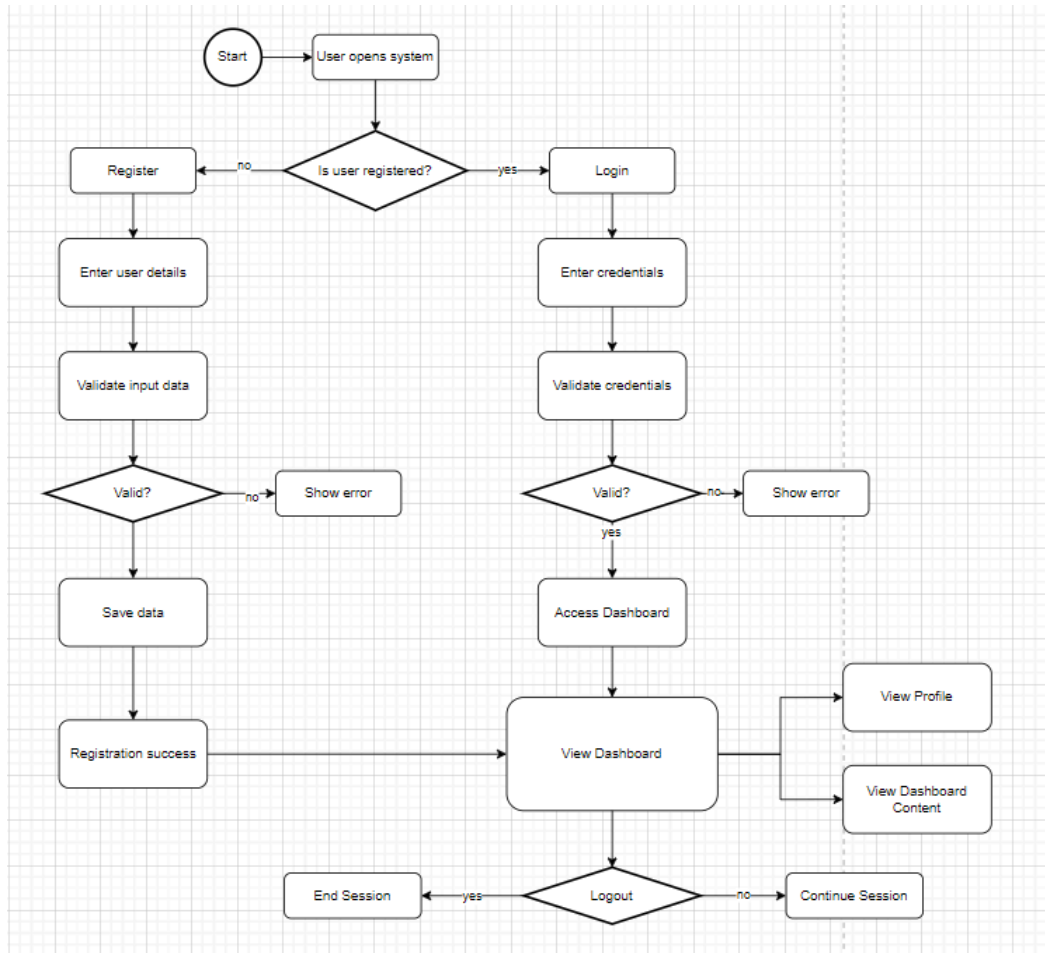 Start
User opens system
Register
no
Is user registered?
yes
Login
Enter user details
Enter credentials
Validate input data
Validate credentials
Valid?
no
Show error
Valid?
no
Show error
yes
Save data
Access Dashboard
View Profile
Registration success
View Dashboard
View Dashboard
Content
End Session
yes
Logout
no
Continue Session